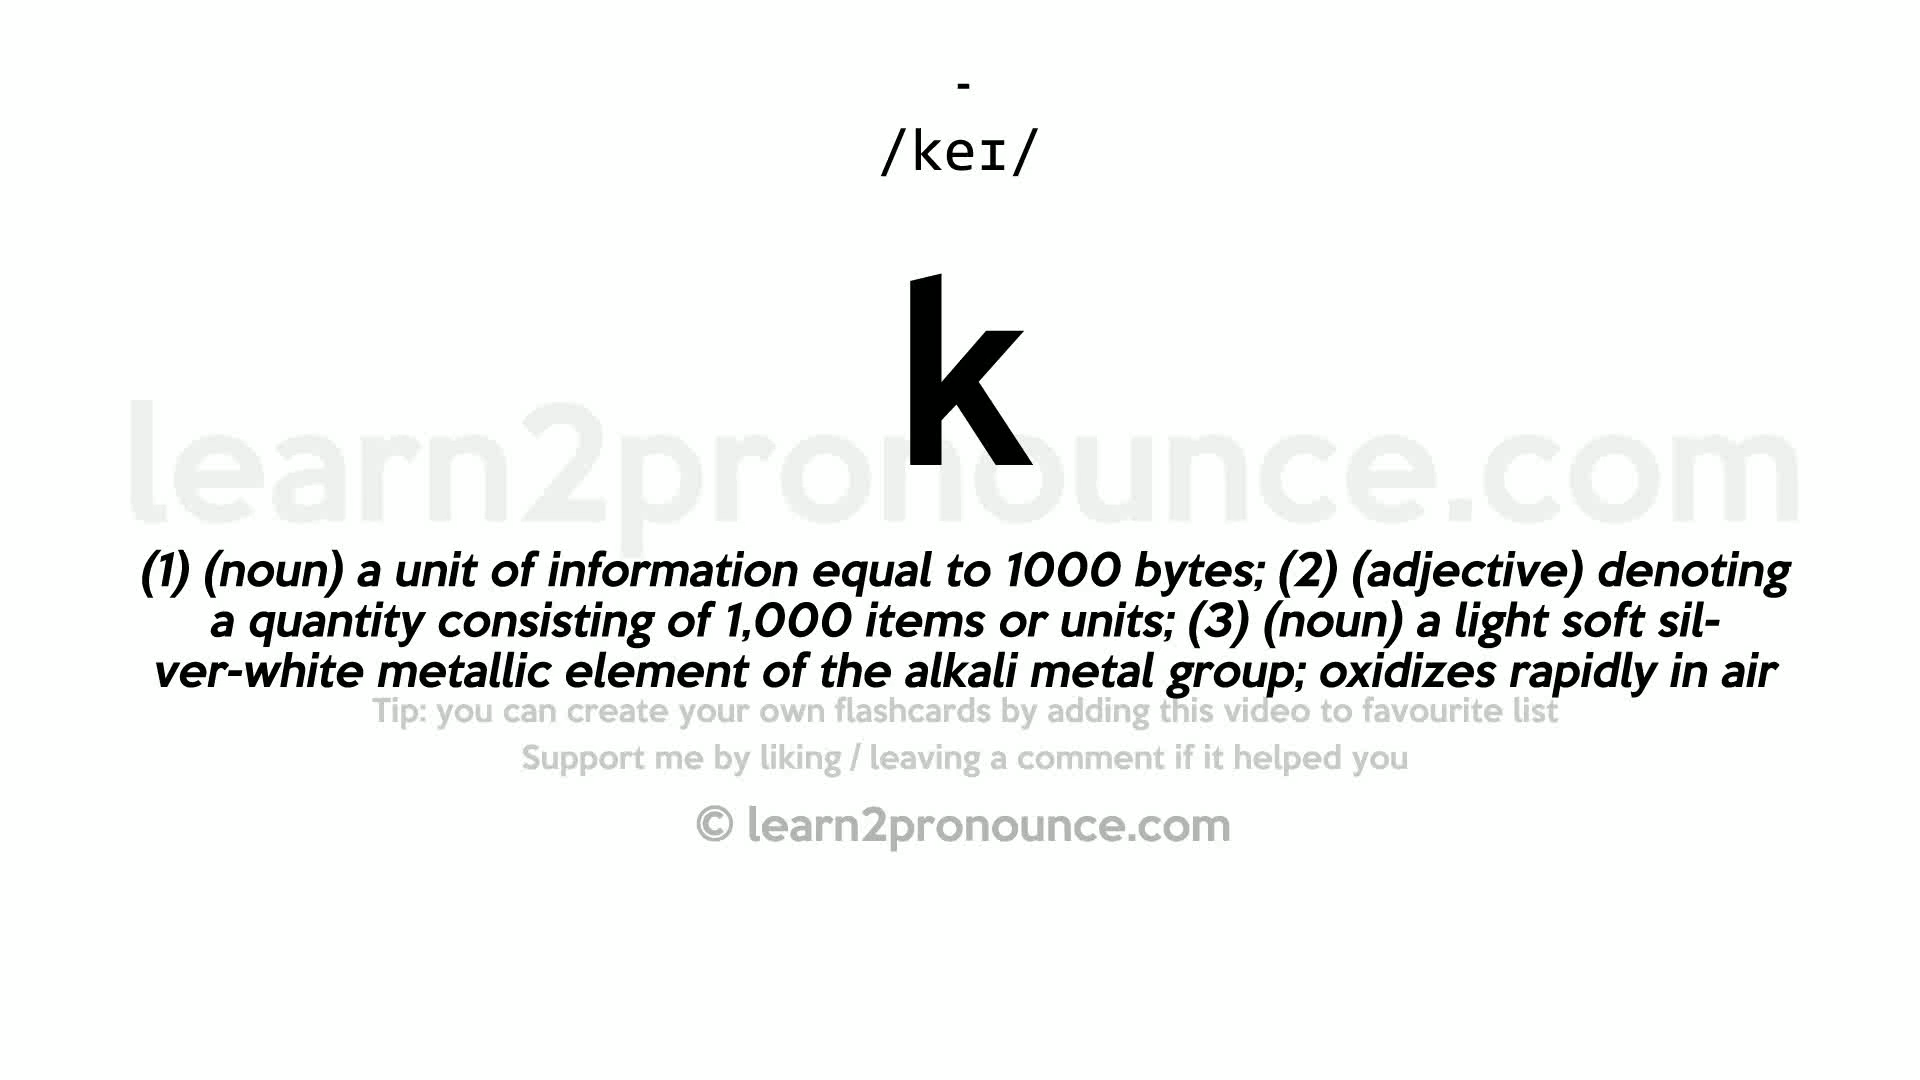 -
/keɪ/
k
learn2pronounce.com
(1) (noun) a unit of information equal to 1000 bytes; (2) (adjective) denoting
a quantity consisting of 1,000 items or units; (3) (noun) a light soft sil-
ver-white metallic element of the alkali metal group; oxidizes rapidly in air
Tip: you can create your own flashcards by adding this video to favourite list
Support me by liking / leaving a comment if it helped you
© learn2pronounce.com